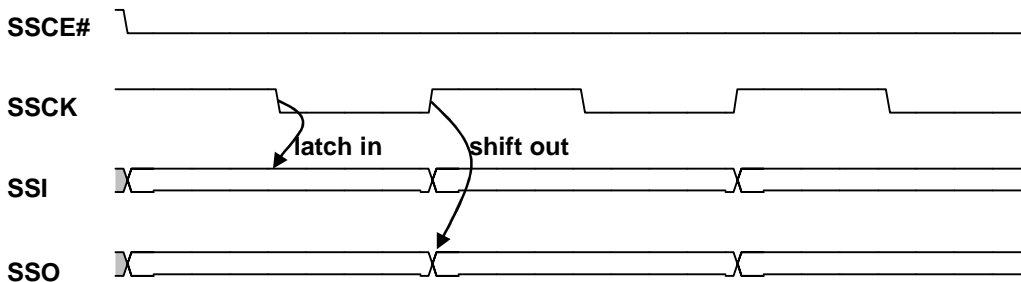 SSCE#
SSCK
latch in
shift out
SSI
SSO